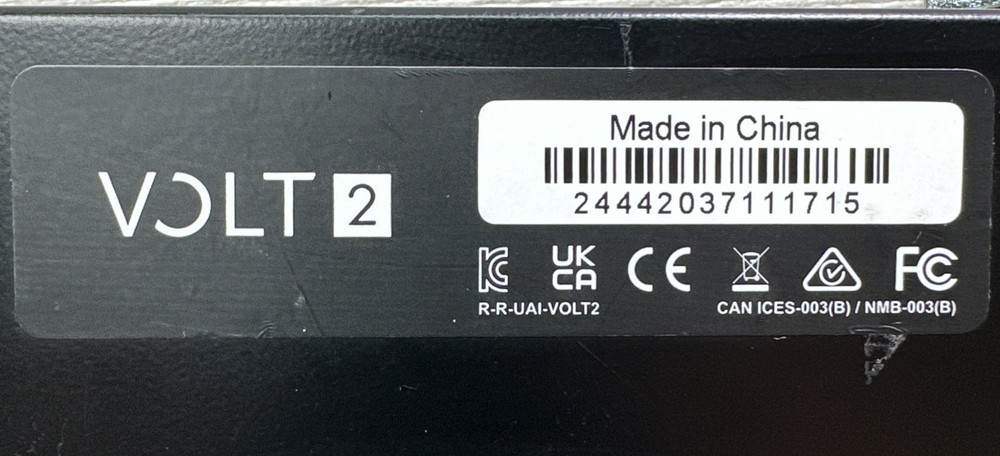 VOLT 2
Made in China
24442037111715
UK
CA
CE
FC
R-R-UAI-VOLT2
CAN ICES-003(B) / NMB-003(B)